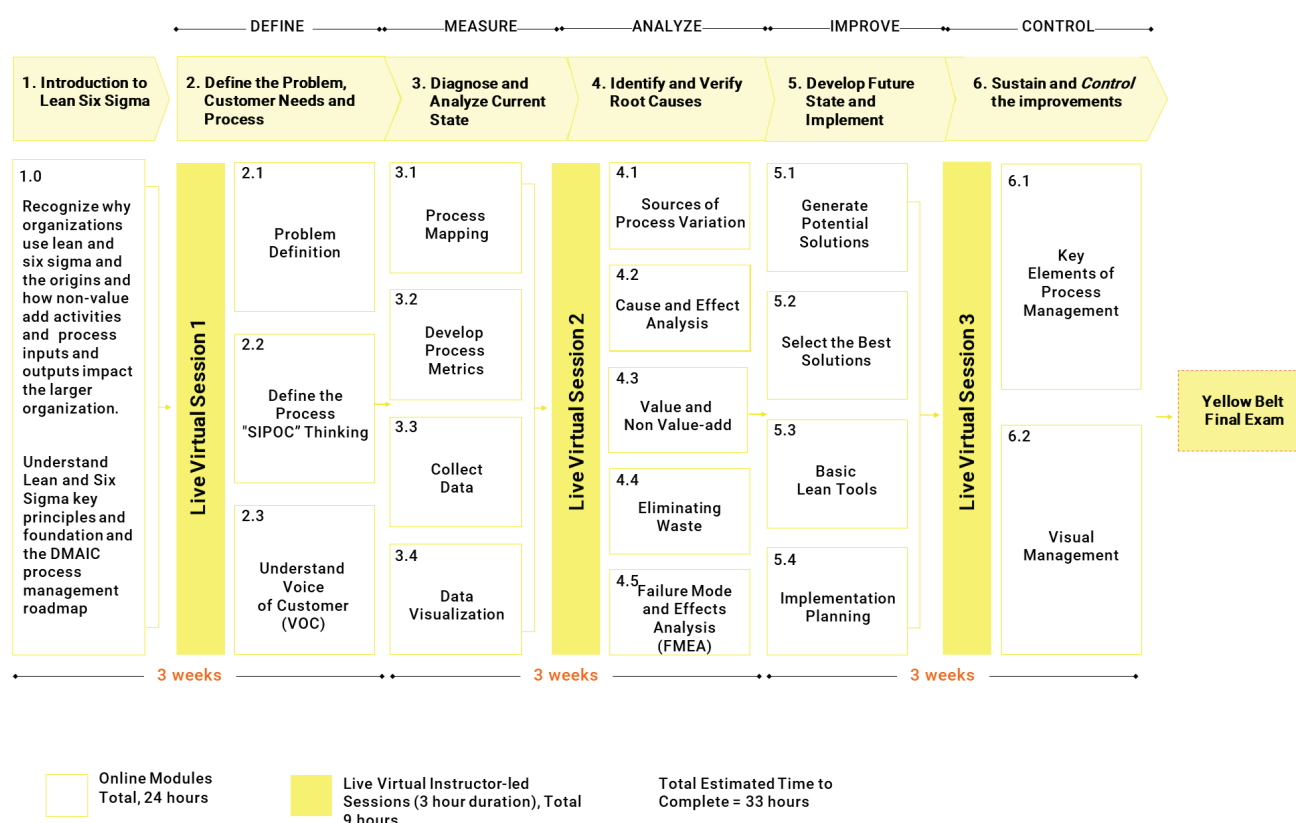 DEFINE
MEASURE
ANALYZE
IMPROVE
CONTROL
1. Introduction to
Lean Six Sigma
2. Define the Problem,
Customer Needs and
Process
3. Diagnose and
Analyze Current
State
4. Identify and Verify
Root Causes
5. Develop Future
State and
Implement
6. Sustain and Control
the improvements
1.0
Recognize why
organizations
use lean and
six sigma and
the origins and
how non-value
add activities
and process
inputs and
outputs impact
the larger
organization.
Understand
Lean and Six
Sigma key
principles and
foundation and
the DMAIC
process
management
roadmap
Live Virtual Session 1
2.1
Problem
Definition
2.2
Define the
Process
"SIPOC” Thinking
2.3
Understand
Voice
of Customer
(VOC)
3.1
Process
Mapping
3.2
Develop
Process
Metrics
3.3
Collect
Data
3.4
Data
Visualization
Live Virtual Session 2
4.1
Sources of
Process Variation
4.2
Cause and Effect
Analysis
4.3
Value and
Non Value-add
4.4
Eliminating
Waste
4.5
Failure Mode
and Effects
Analysis
(FMEA)
5.1
Generate
Potential
Solutions
5.2
Select the Best
Solutions
5.3
Basic
Lean Tools
5.4
Implementation
Planning
Live Virtual Session 3
6.1
Key
Elements of
Process
Management
6.2
Visual
Management
Yellow Belt
Final Exam
3 weeks
3 weeks
3 weeks
Online Modules
Total, 24 hours
Live Virtual Instructor-led
Sessions (3 hour duration), Total
9 hours
Total Estimated Time to
Complete = 33 hours